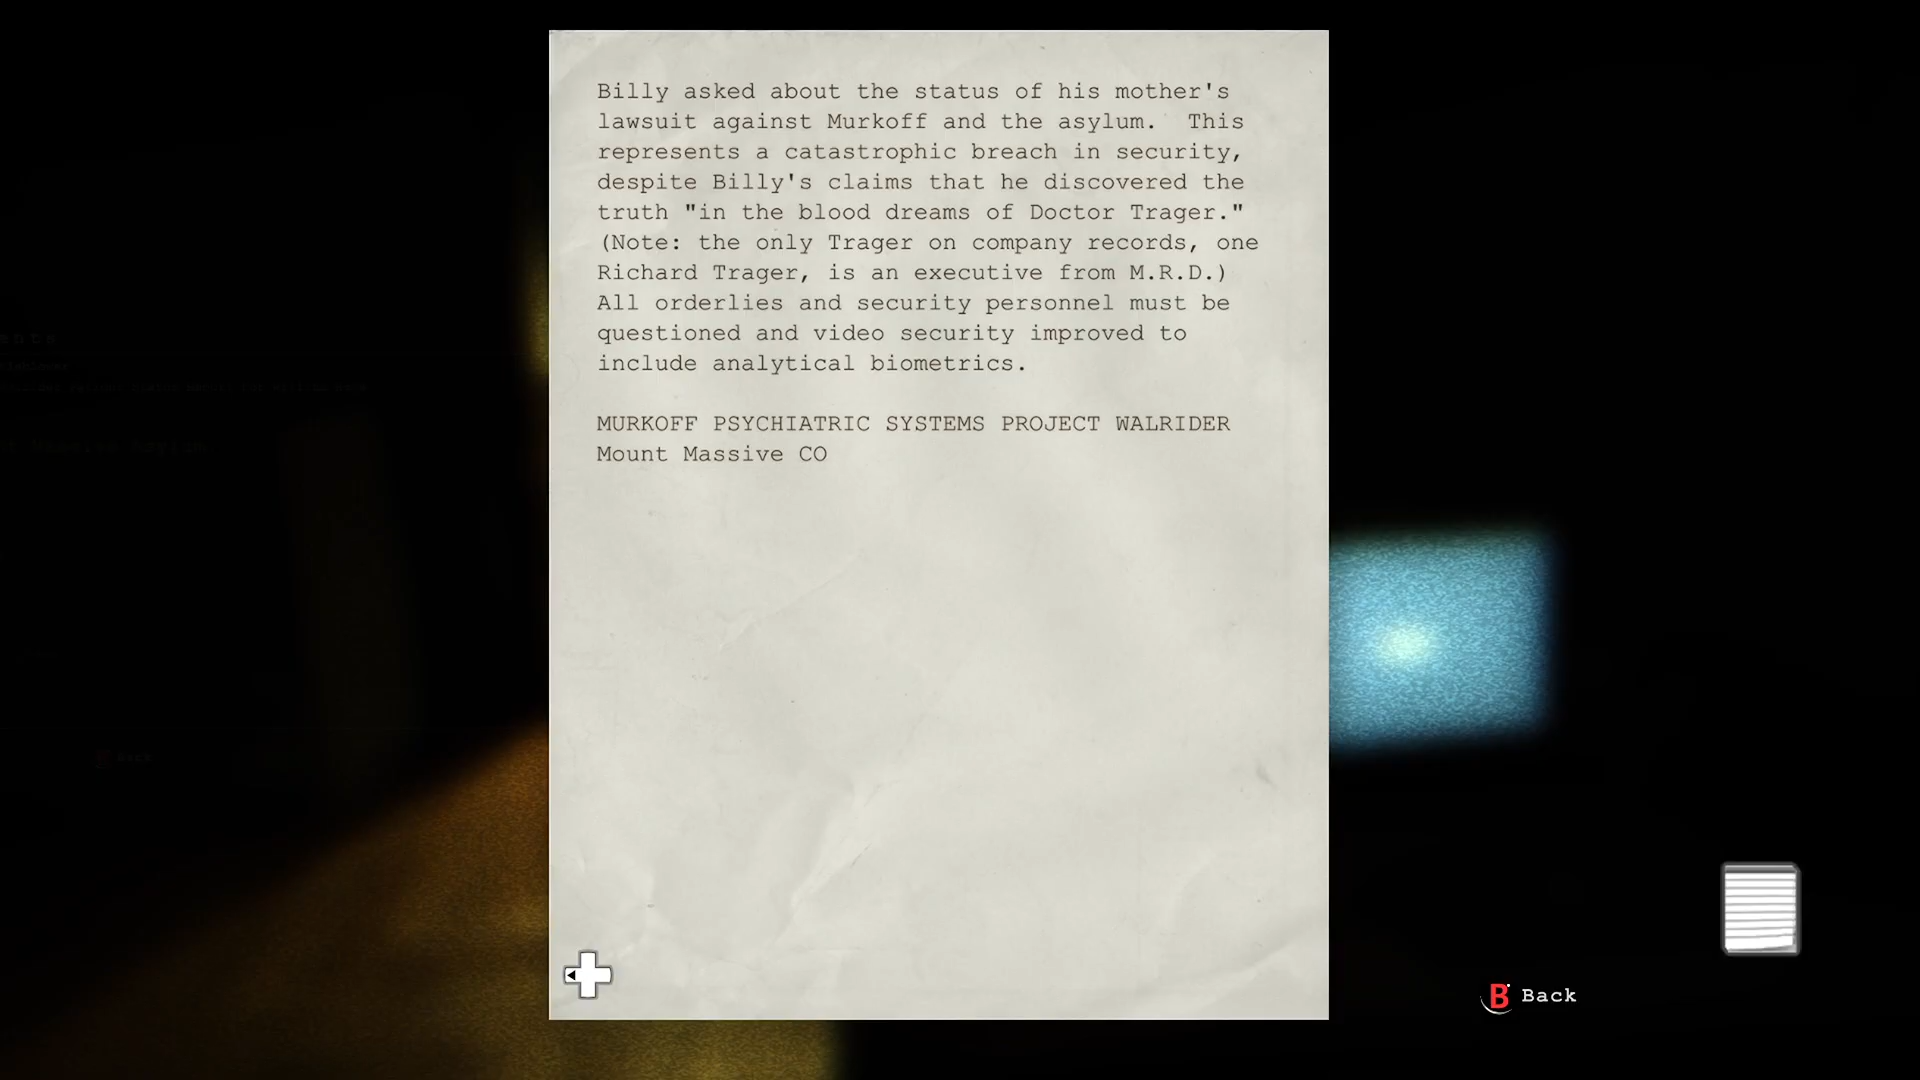 Billy asked about the status of his mother's
lawsuit against Murkoff and the asylum.  This
represents a catastrophic breach in security,
despite Billy's claims that he discovered the
truth "in the blood dreams of Doctor Trager."
(Note: the only Trager on company records, one
Richard Trager, is an executive from M.R.D.)
All orderlies and security personnel must be
questioned and video security improved to
include analytical biometrics.
MURKOFF PSYCHIATRIC SYSTEMS PROJECT WALRIDER
Mount Massive CO
B Back